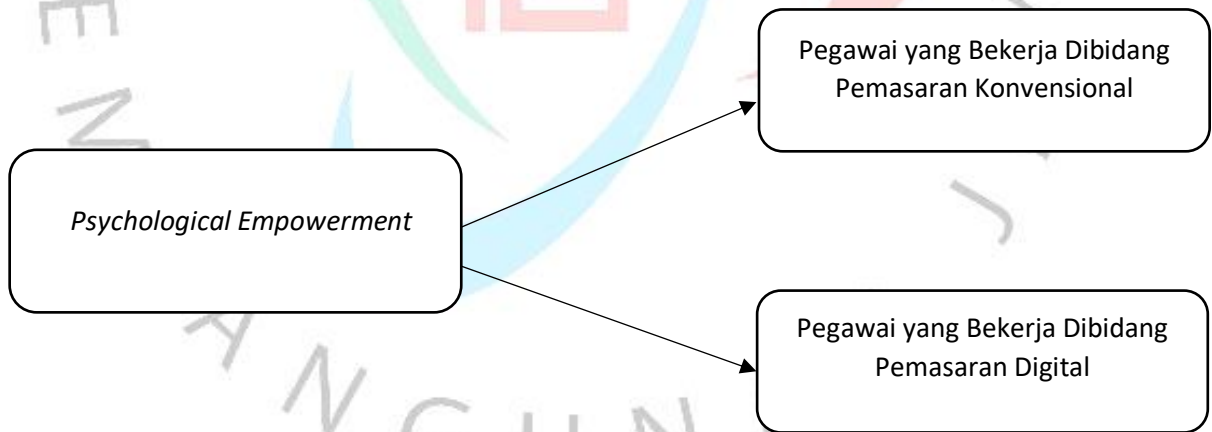 Pegawai yang Bekerja Dibidang
Pemasaran Konvensional
Psychological Empowerment
Pegawai yang Bekerja Dibidang
Pemasaran Digital